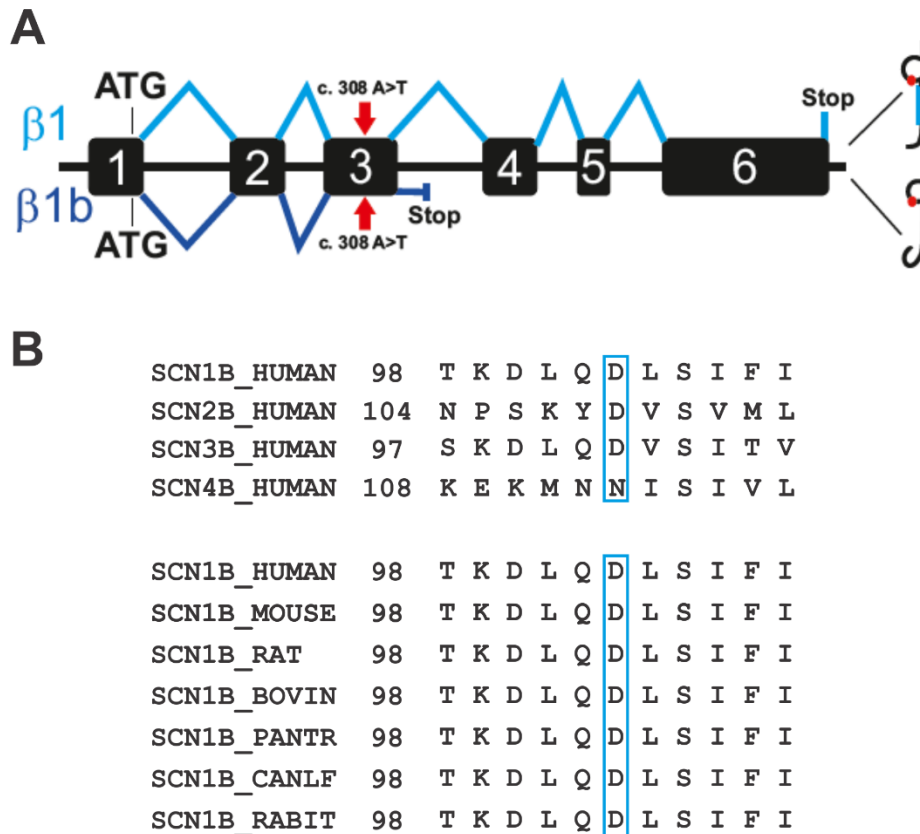 A
ATG
c. 308 A>T
Stop
β1
1 2 3 4 5 6
β1b
Stop
ATG
c. 308 A>T
B
SCN1B_HUMAN 98 T K D L Q D L S I F I
SCN2B_HUMAN 104 N P S K Y D V S V M L
SCN3B_HUMAN 97 S K D L Q D V S I T V
SCN4B_HUMAN 108 K E K M N N I S I V L
SCN1B_HUMAN 98 T K D L Q D L S I F I
SCN1B_MOUSE 98 T K D L Q D L S I F I
SCN1B_RAT 98 T K D L Q D L S I F I
SCN1B_BOVIN 98 T K D L Q D L S I F I
SCN1B_PANTR 98 T K D L Q D L S I F I
SCN1B_CANLF 98 T K D L Q D L S I F I
SCN1B_RABIT 98 T K D L Q D L S I F I